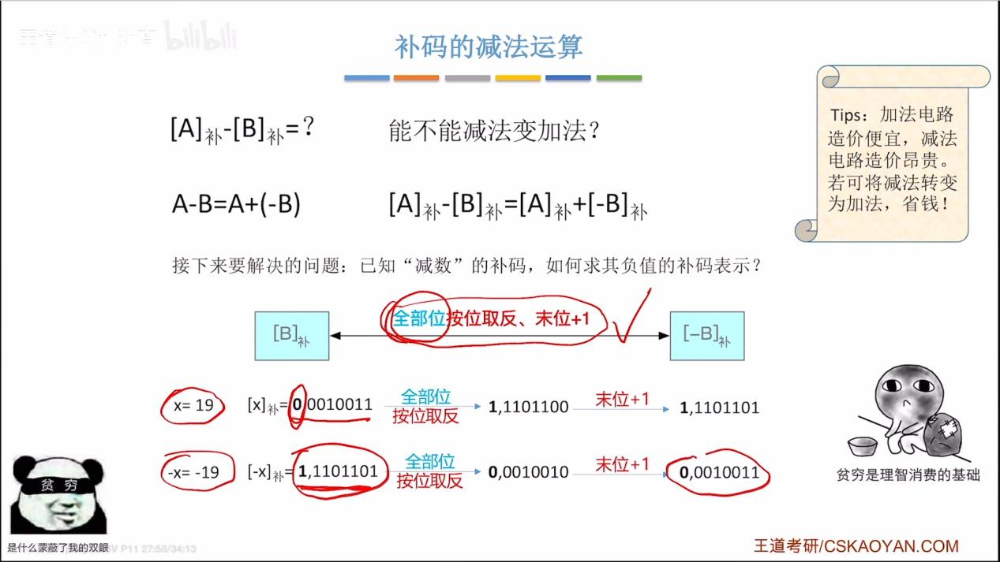 bilibili
补码的减法运算
[A]补-[B]补=？
能不能减法变加法？
Tips：加法电路
造价便宜，减法
电路造价昂贵。
若可将减法转变
为加法，省钱！
A-B=A+(-B)
[A]补-[B]补=[A]补+[-B]补
接下来要解决的问题：已知“减数”的补码，如何求其负值的补码表示？
[B]补
全部位按位取反、末位+1
[-B]补
x= 19
[x]补=0,0010011
全部位
按位取反
1,1101100
末位+1
1,1101101
-x= -19
[-x]补=1,1101101
全部位
按位取反
0,0010010
末位+1
0,0010011
贫 穷
是什么蒙蔽了我的双眼
P11 27:58/34:13
贫穷是理智消费的基础
王道考研/CSKAOYAN.COM